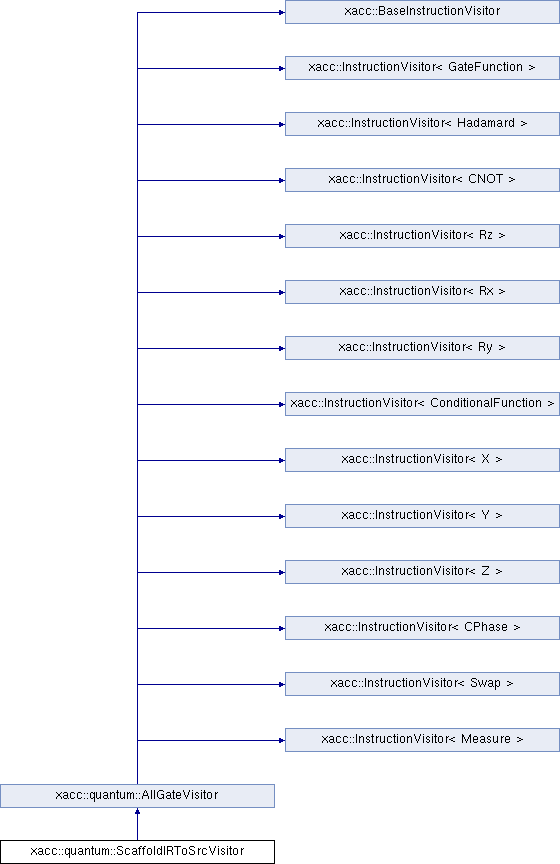 xacc::BaseInstructionVisitor
xacc::InstructionVisitor< GateFunction >
xacc::InstructionVisitor< Hadamard >
xacc::InstructionVisitor< CNOT >
xacc::InstructionVisitor< Rz >
xacc::InstructionVisitor< Rx >
xacc::InstructionVisitor< Ry >
xacc::InstructionVisitor< ConditionalFunction >
xacc::InstructionVisitor< X >
xacc::InstructionVisitor< Y >
xacc::InstructionVisitor< Z >
xacc::InstructionVisitor< CPhase >
xacc::InstructionVisitor< Swap >
xacc::InstructionVisitor< Measure >
xacc::quantum::AllGateVisitor
xacc::quantum::ScaffoldIRToSrcVisitor